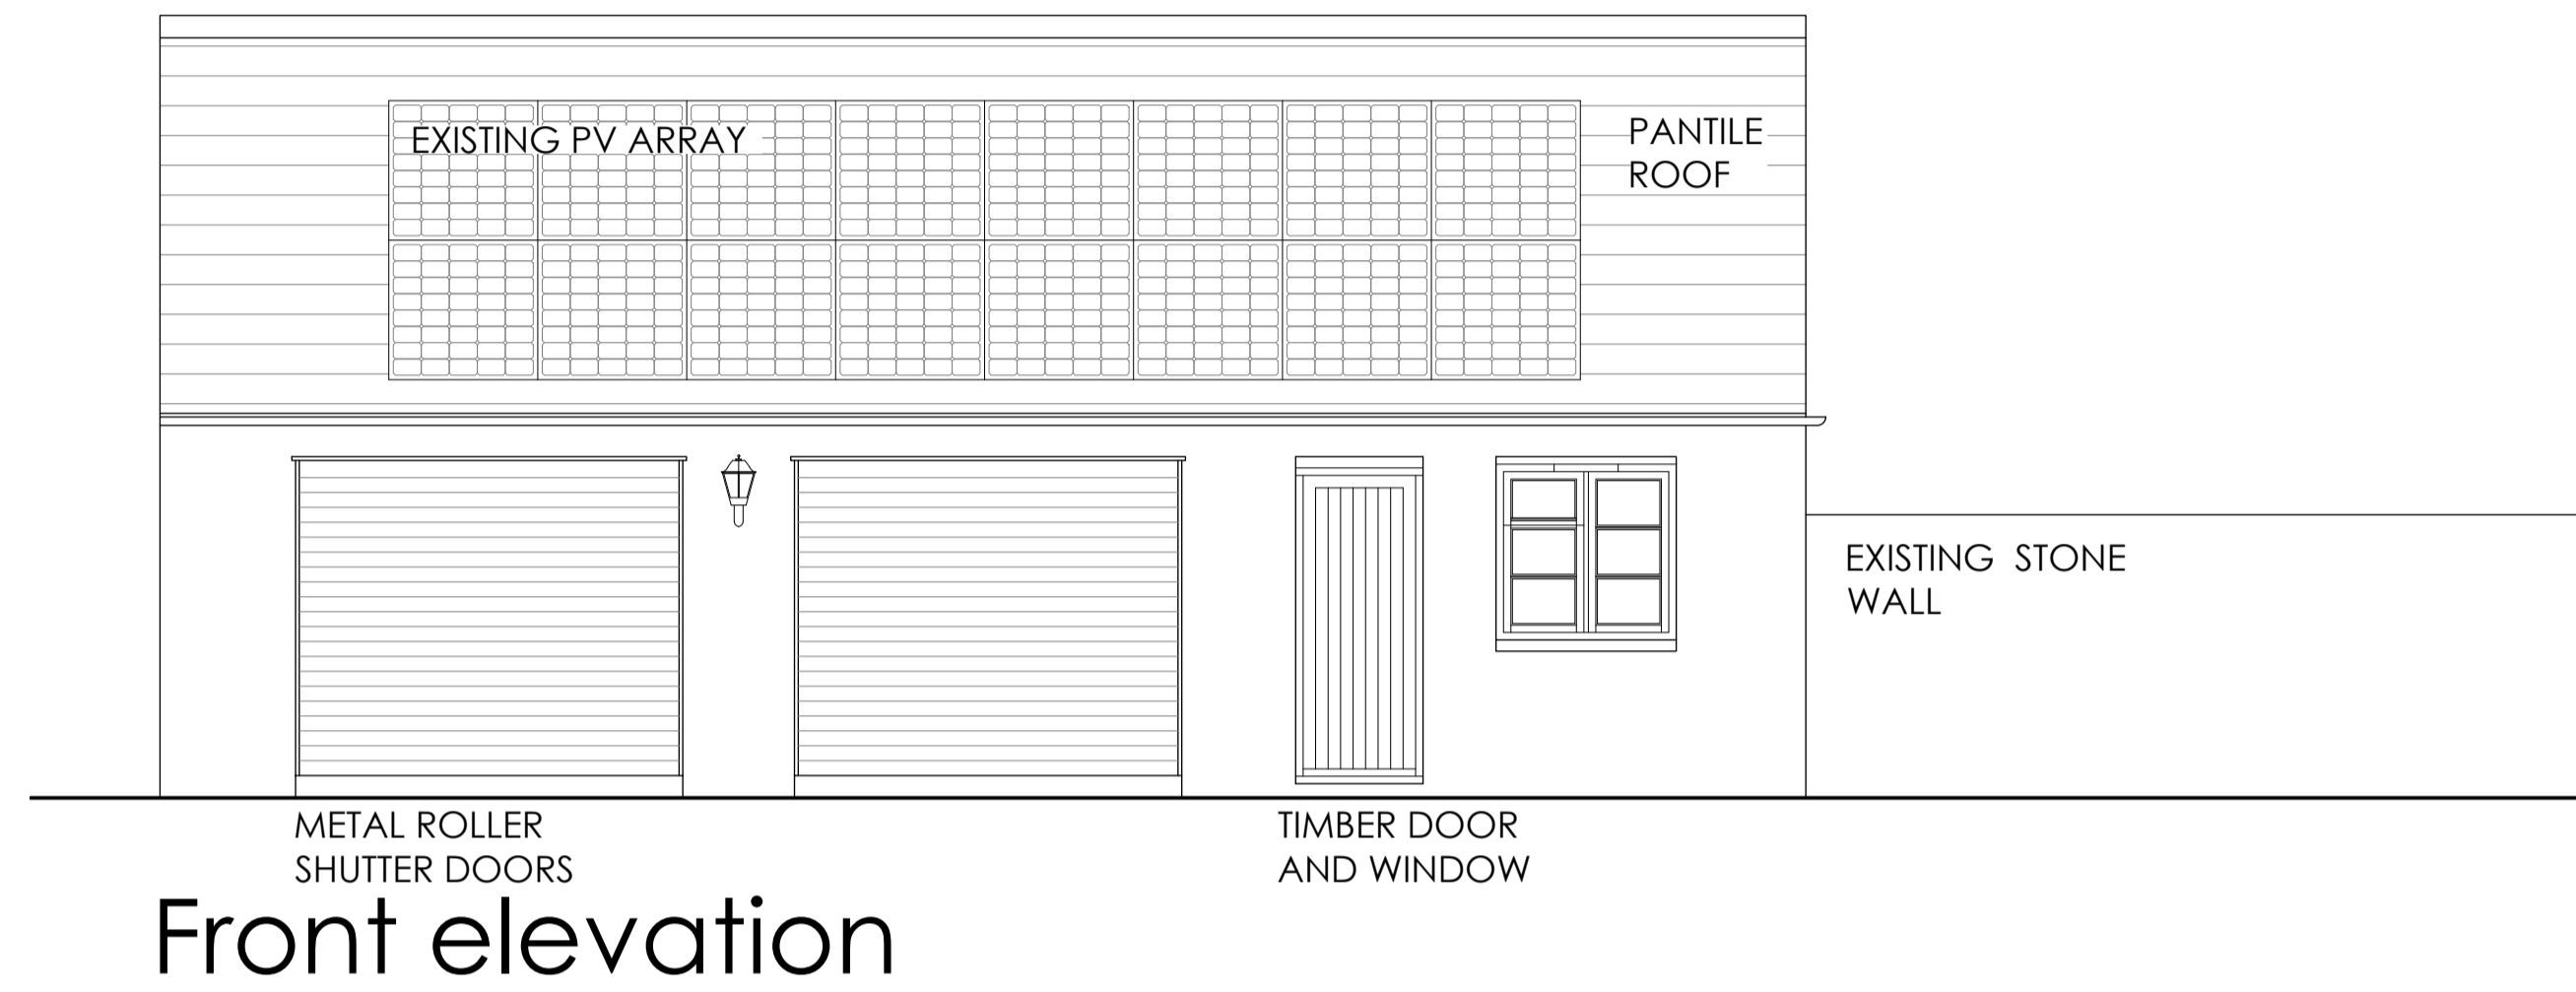 EXISTING PV ARRAY
PANTILE
ROOF
EXISTING STONE
WALL
METAL ROLLER
SHUTTER DOORS
TIMBER DOOR
AND WINDOW
Front elevation